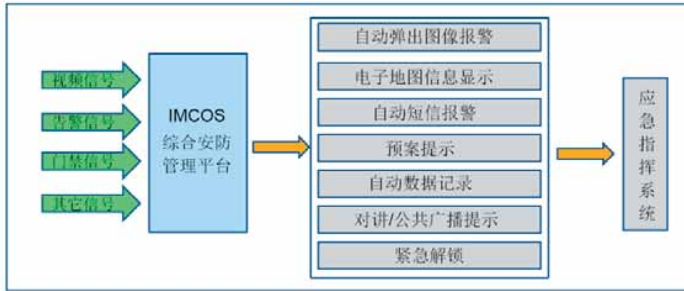 视频信号
告警信号
门禁信号
其它信号
IMCOS
综合安防
管理平台
自动弹出图像报警
电子地图信息显示
自动短信报警
预案提示
自动数据记录
对讲/公共广播提示
紧急解锁
应急指挥系统